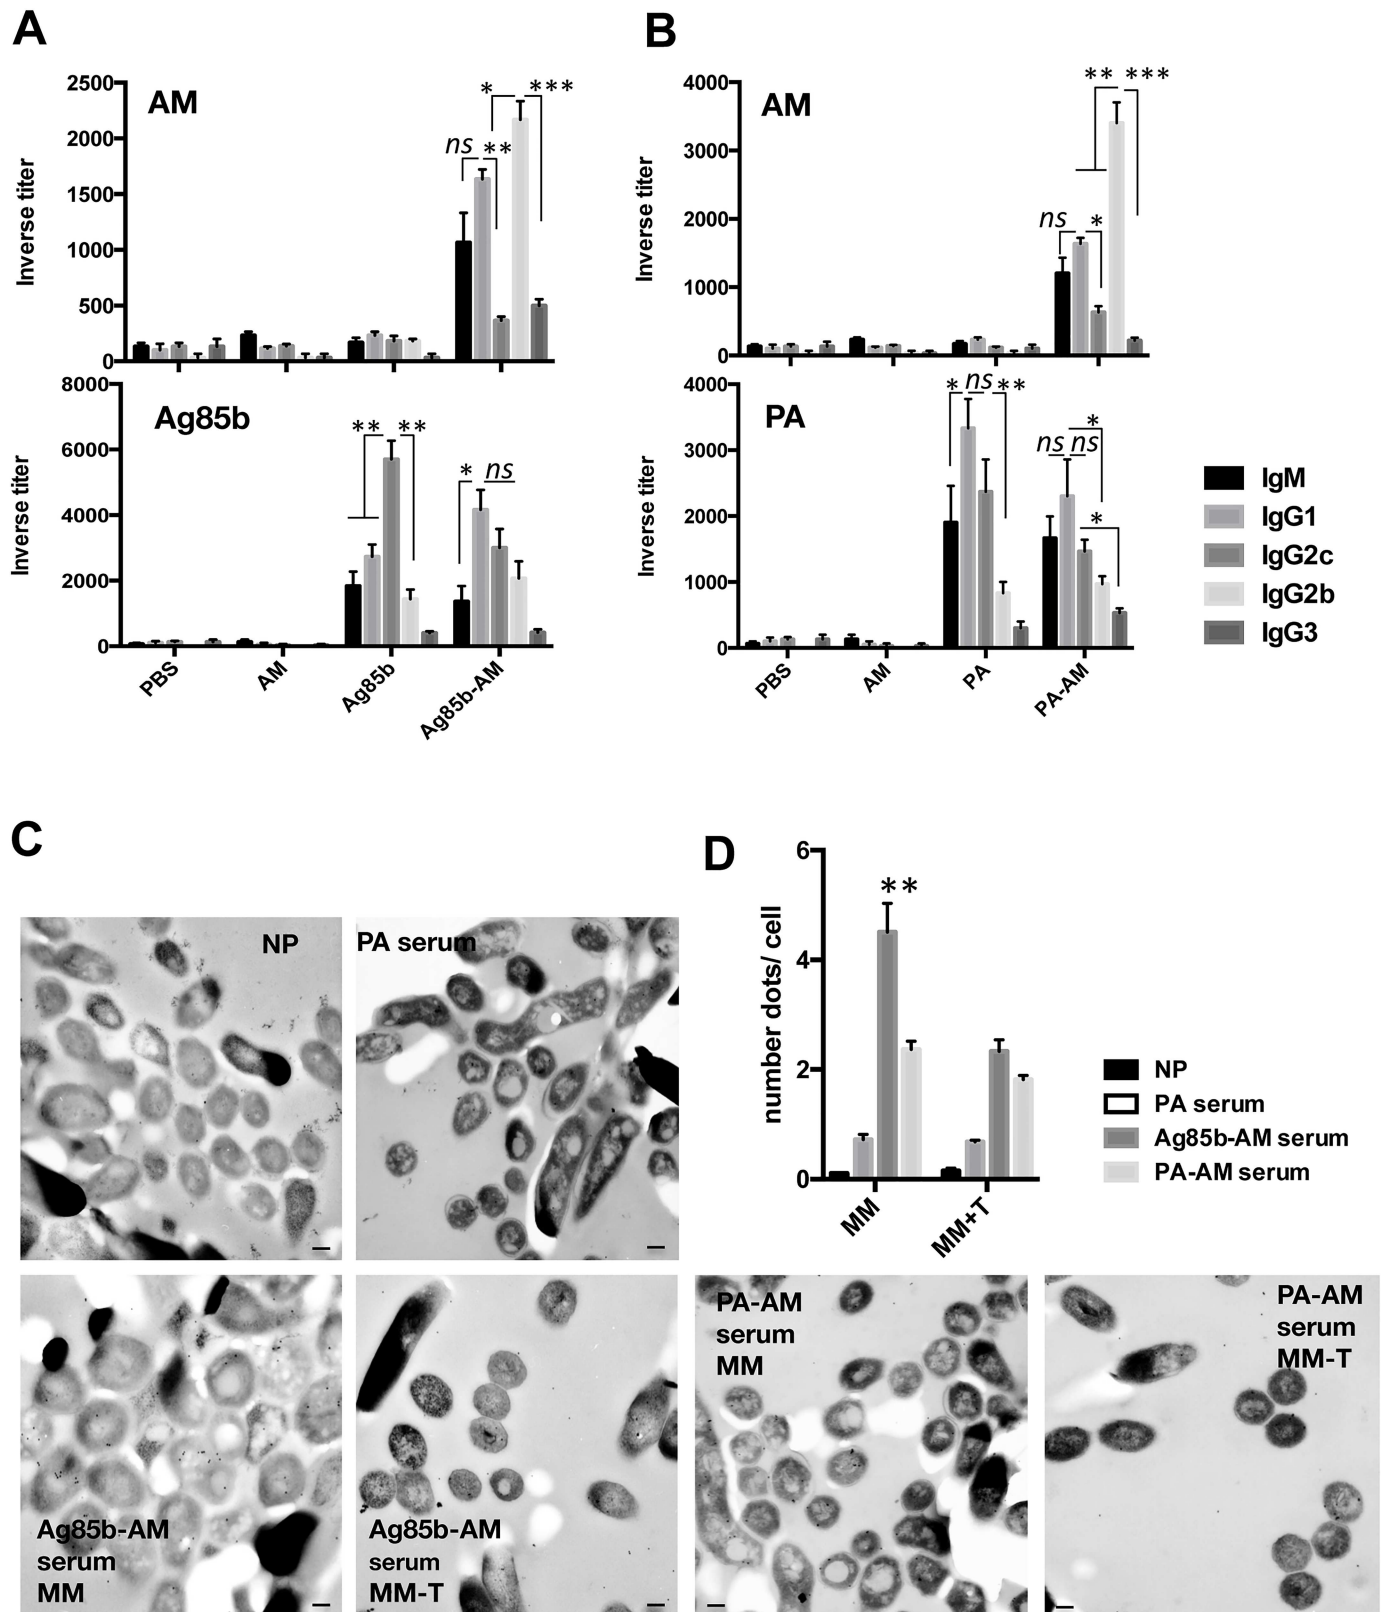 A
AM
Inverse titer
2500
2000
1500
1000
500
0
ns
**
*
***
Ag85b
Inverse titer
8000
6000
4000
2000
0
** **
* ns
PBS
AM
Ag85b
Ag85b-AM
B
AM
Inverse titer
4000
3000
2000
1000
0
ns *
** ***
PA
Inverse titer
4000
3000
2000
1000
0
* ns **
*
ns ns
*
PBS
AM
PA
PA-AM
IgM
IgG1
IgG2c
IgG2b
IgG3
C
NP
PA serum
D
number dots/ cell
6
4
2
0
**
MM
MM+T
NP
PA serum
Ag85b-AM serum
PA-AM serum
Ag85b-AM
serum
MM
Ag85b-AM
serum
MM-T
PA-AM
serum
MM
PA-AM
serum
MM-T